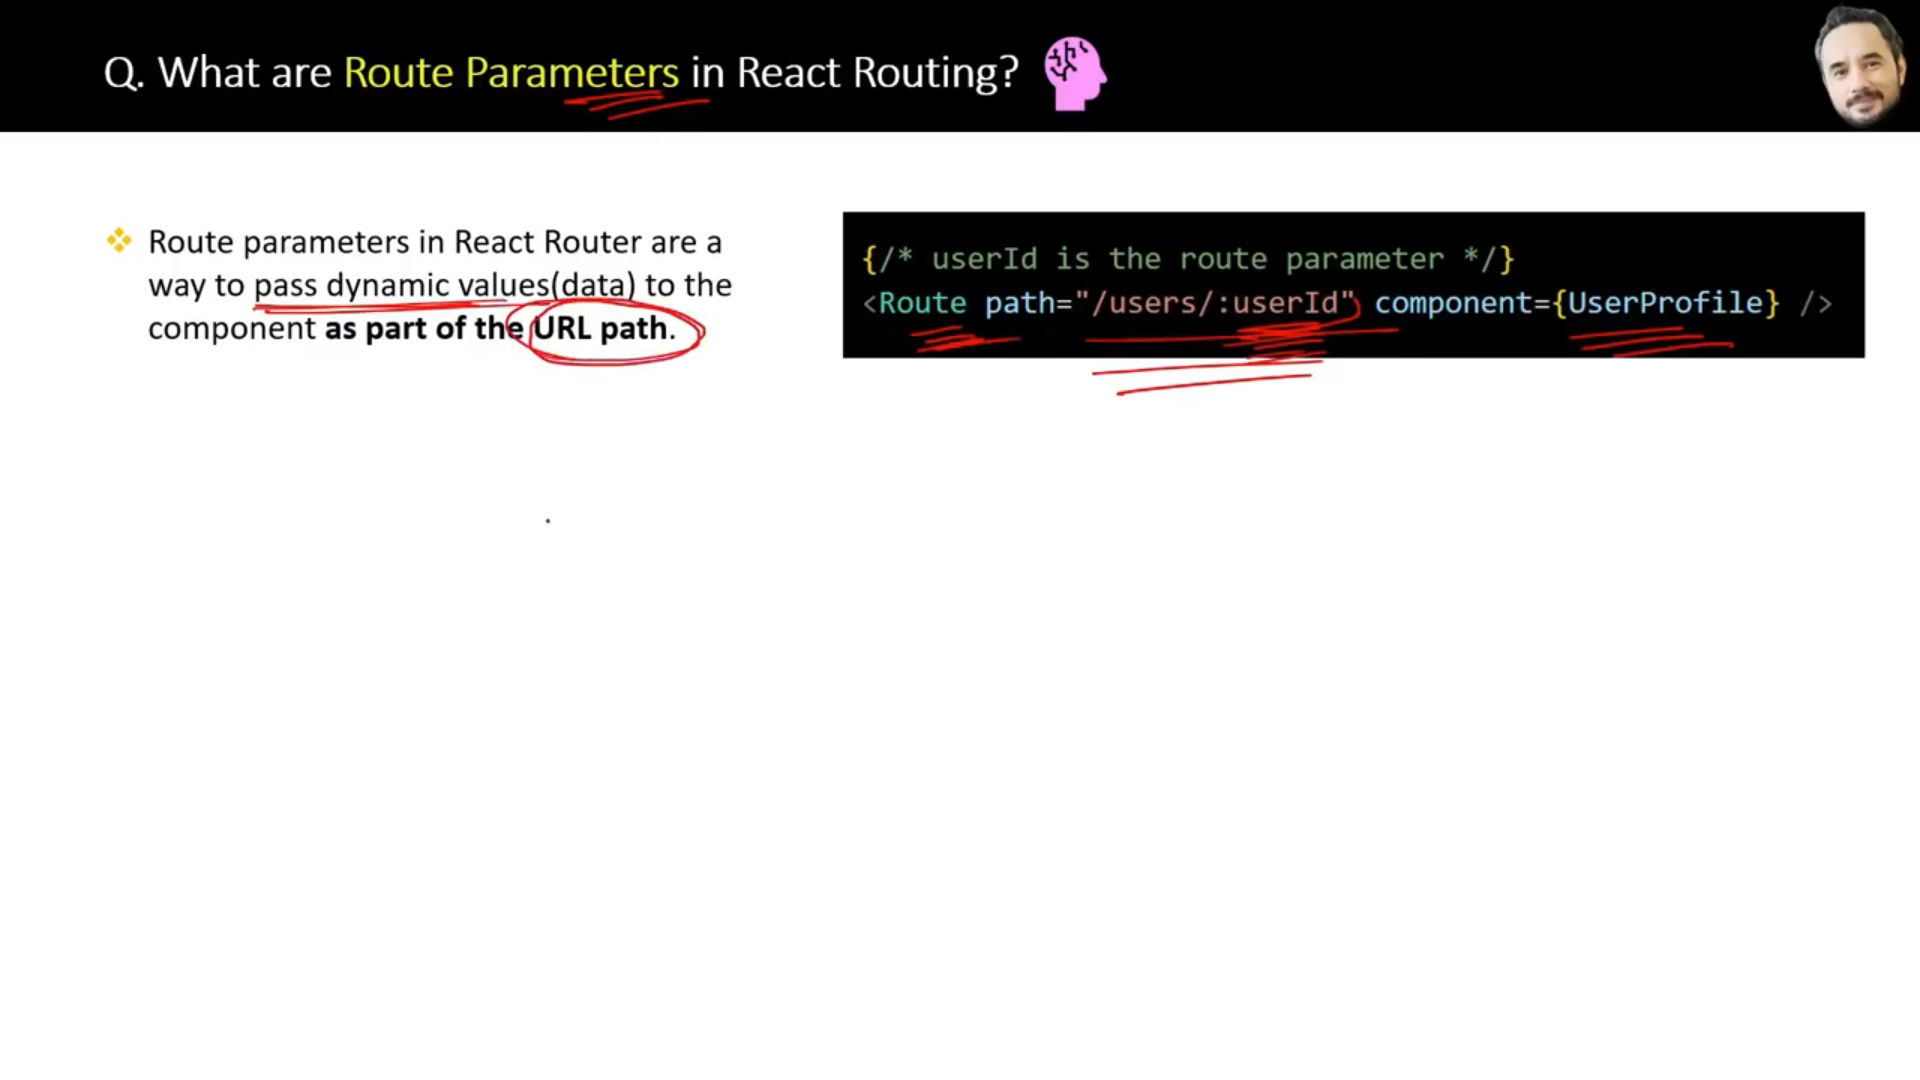 Q. What are Route Parameters in React Routing?
Route parameters in React Router are a
way to pass dynamic values(data) to the
component as part of the URL path.
{/* userId is the route parameter */}
<Route path="/users/:userId" component={UserProfile} />